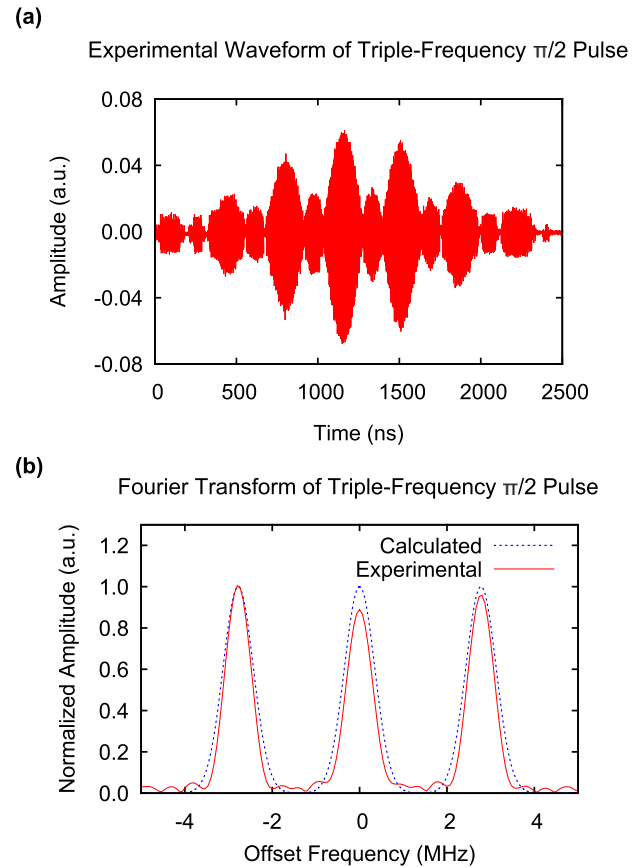 (a)
Experimental Waveform of Triple-Frequency π/2 Pulse
0.08
0.04
0.00
-0.04
-0.08
Amplitude (a.u.)
0 500 1000 1500 2000 2500
Time (ns)
(b)
Fourier Transform of Triple-Frequency π/2 Pulse
Calculated
Experimental
1.2
1.0
0.8
0.6
0.4
0.2
0.0
Normalized Amplitude (a.u.)
-4 -2 0 2 4
Offset Frequency (MHz)